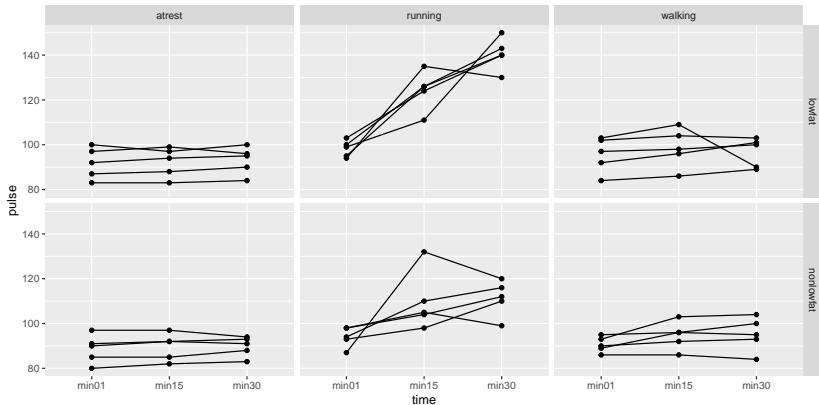 atrest running walking
140
120
100
80
lowfat
pulse
140
120
100
80
nonlowfat
min01 min15 min30 min01 min15 min30 min01 min15 min30
time